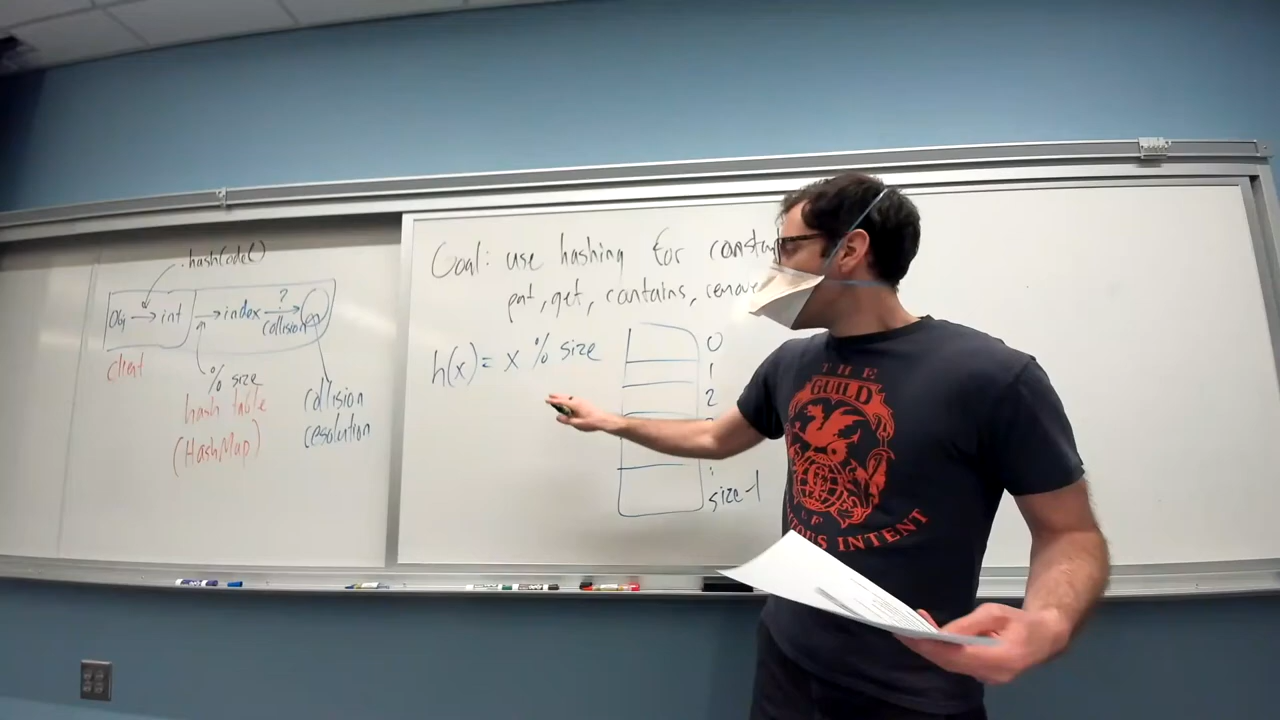 .hashCode()
Obj → int → index → ? collision
client
% size
hash table
(HashMap)
collision
resolution
Goal: use hashing for
put, get, contains, remove
h(x) = x % size
0
1
2
size-1
THE
GUILD
OF
INTENT